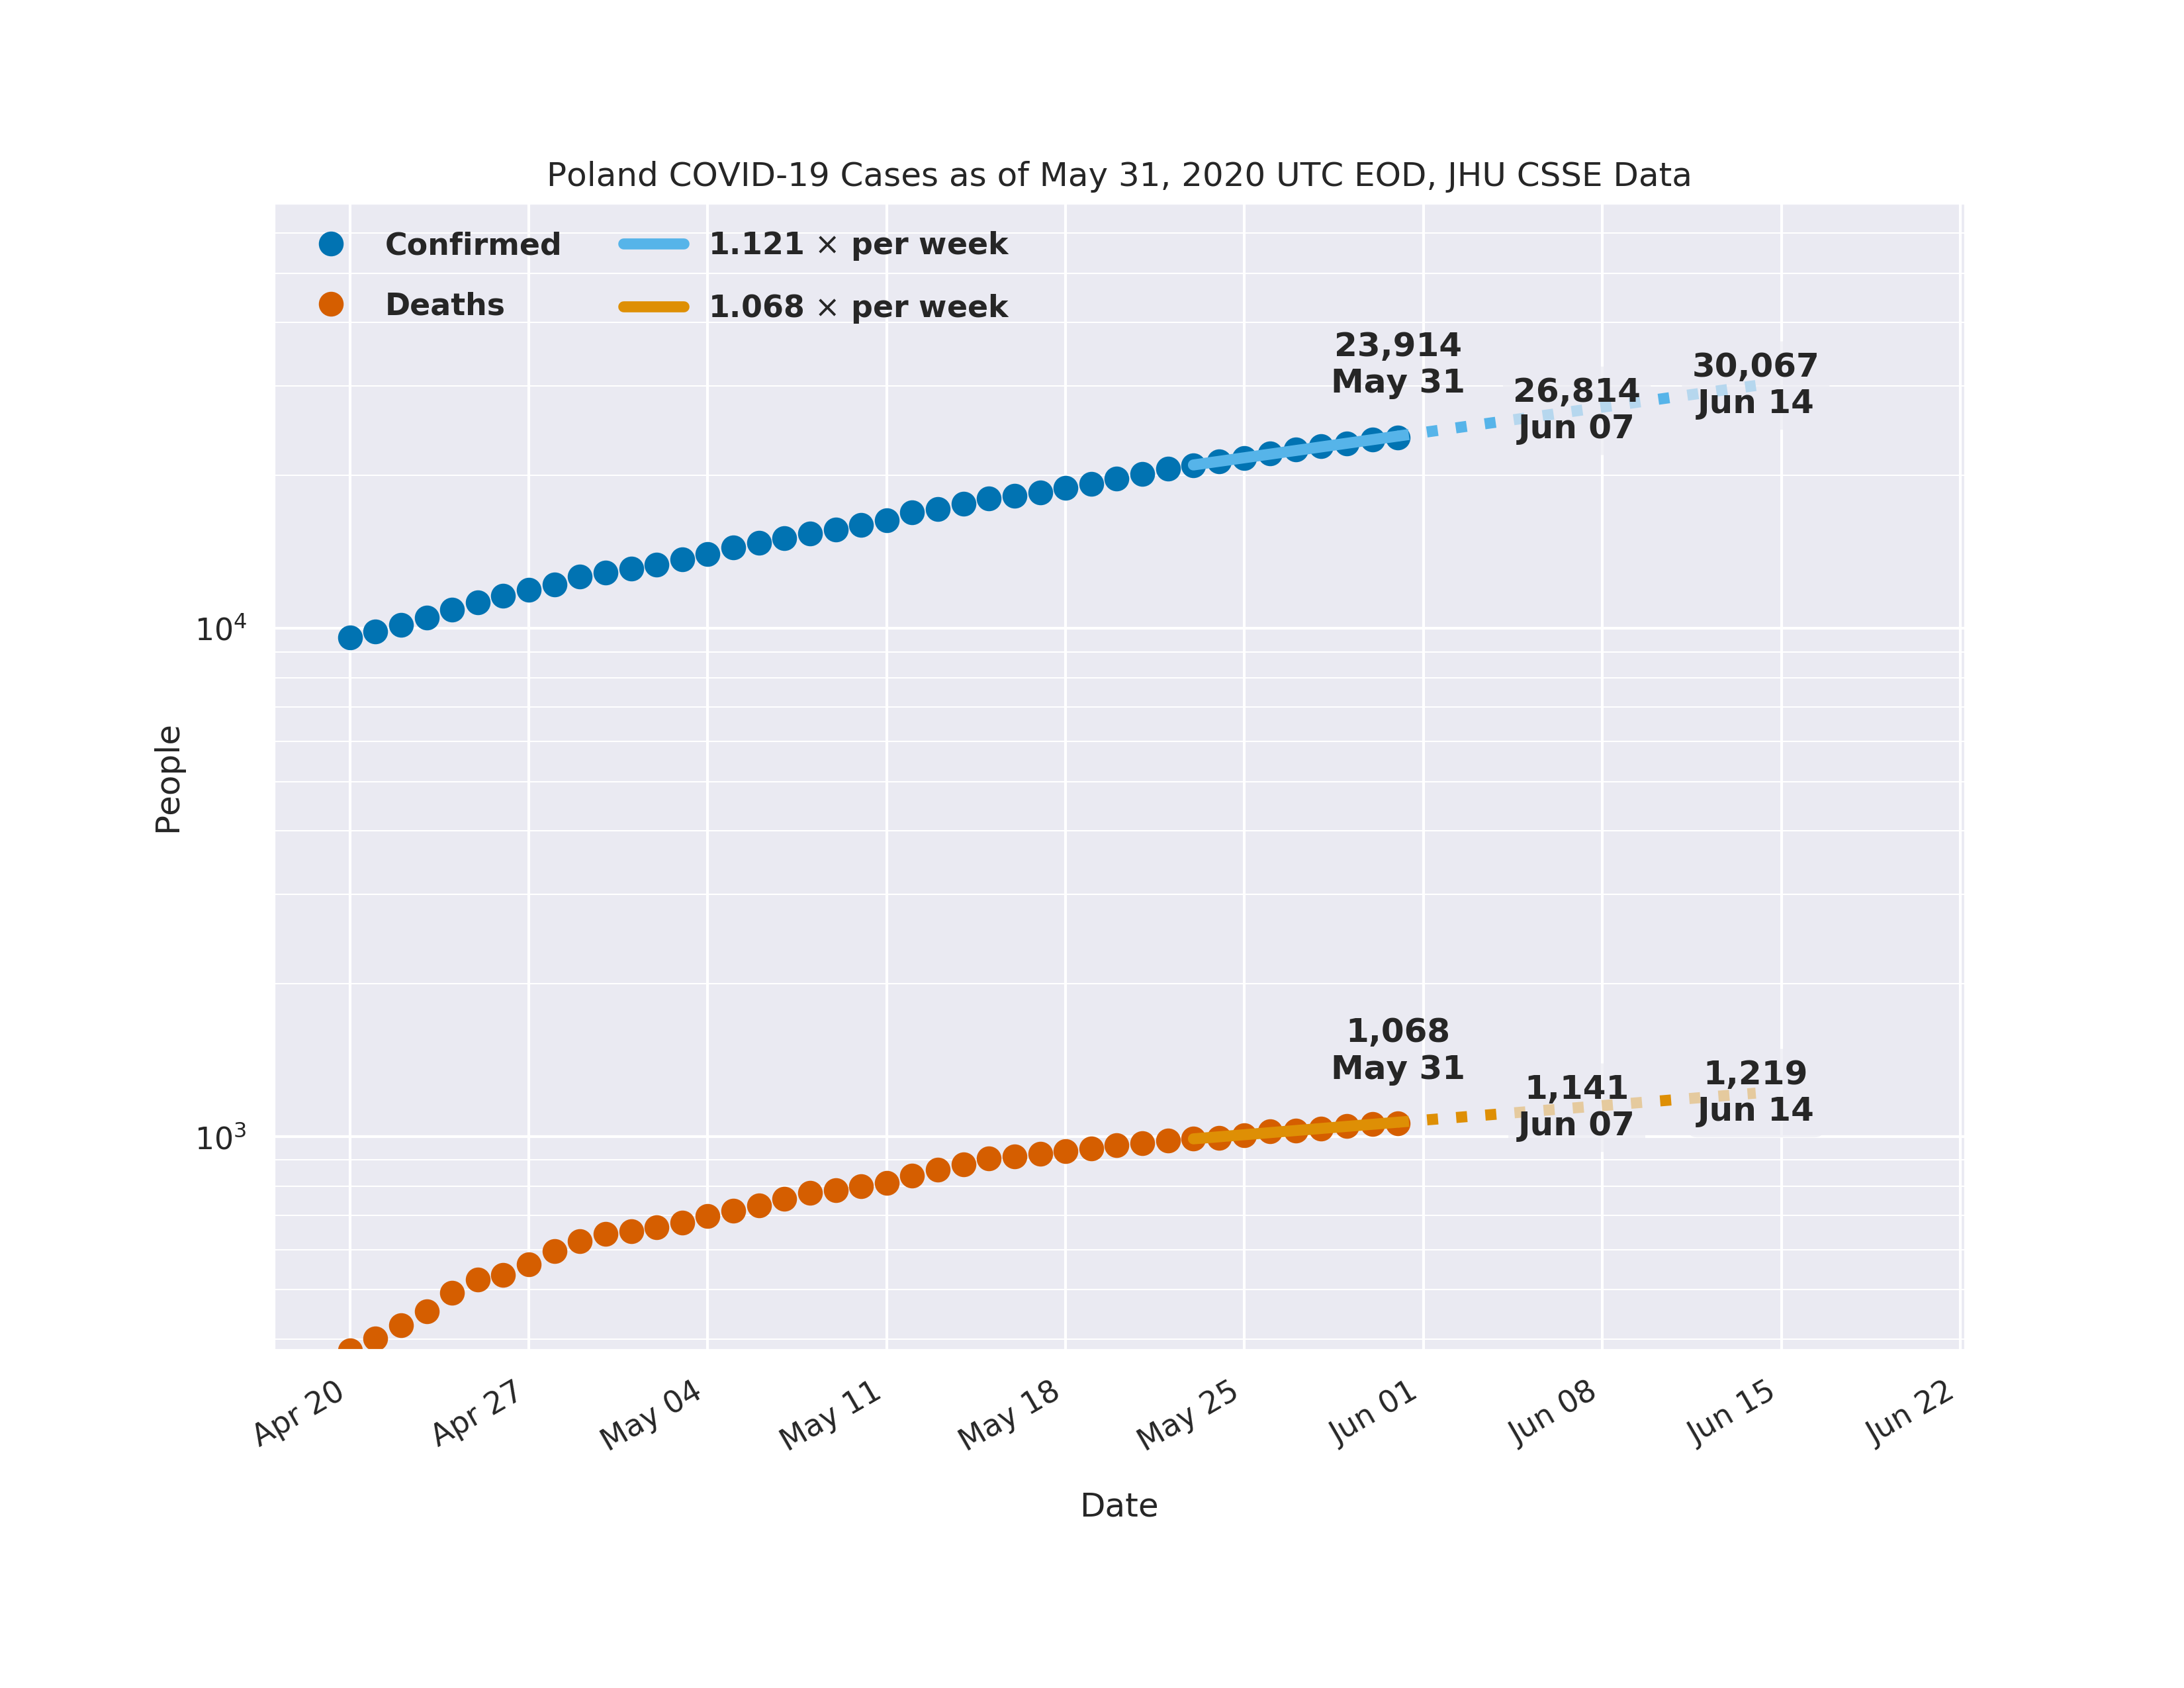 Poland COVID-19 Cases as of May 31, 2020 UTC EOD, JHU CSSE Data
Confirmed
Deaths
1.121 × per week
1.068 × per week
23,914
May 31
26,814
Jun 07
30,067
Jun 14
10⁴
People
1,068
May 31
1,141
Jun 07
1,219
Jun 14
10³
Apr 20
Apr 27
May 04
May 11
May 18
May 25
Jun 01
Jun 08
Jun 15
Jun 22
Date